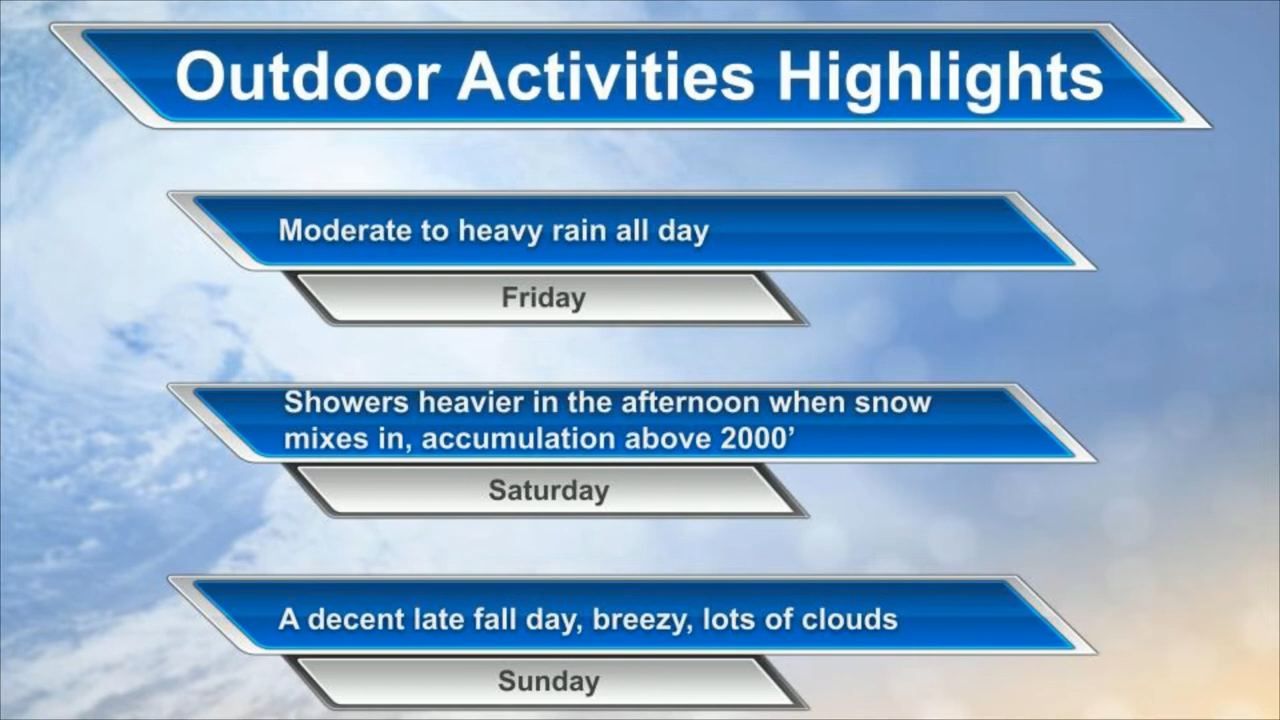 Outdoor Activities Highlights
Moderate to heavy rain all day
Friday
Showers heavier in the afternoon when snow
mixes in, accumulation above 2000’
Saturday
A decent late fall day, breezy, lots of clouds
Sunday